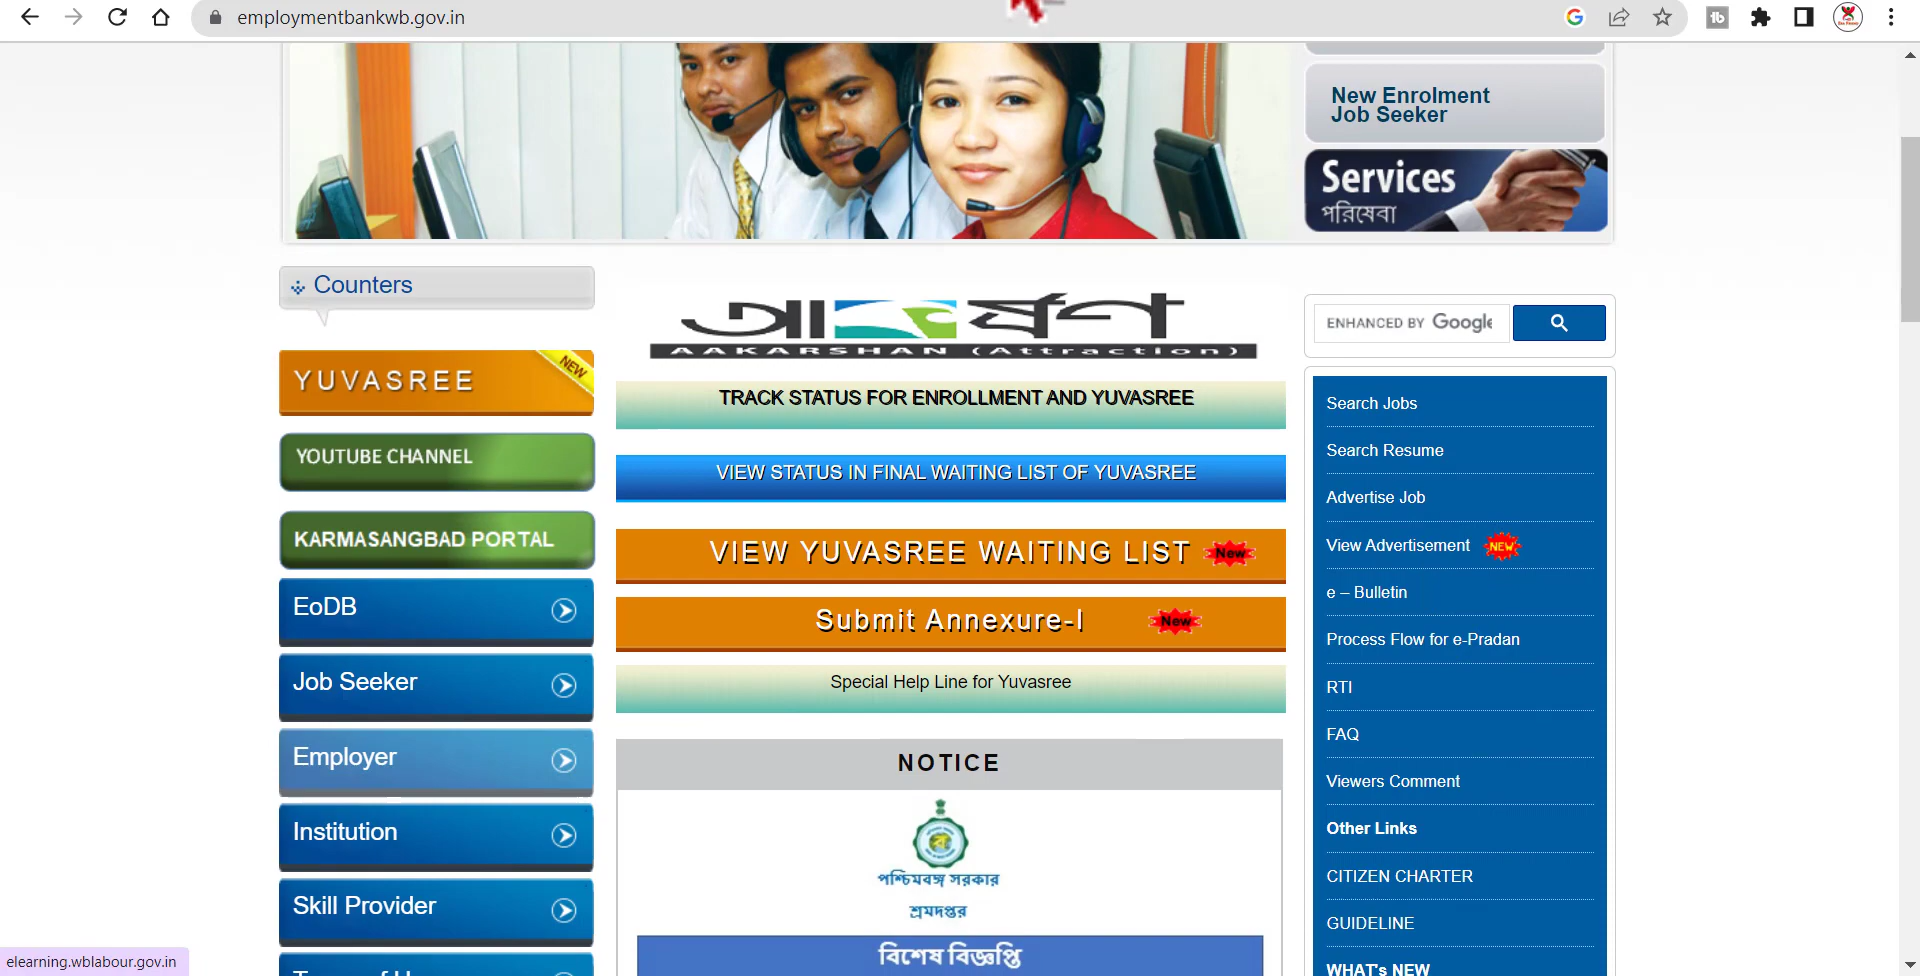 employmentbankwb.gov.in
New Enrolment
Job Seeker
Services
পরিষেবা
Counters
YUVASREE
NEW
YOUTUBE CHANNEL
KARMASANGBAD PORTAL
EoDB
Job Seeker
Employer
Institution
Skill Provider
AAKARSHAN (Attraction)
TRACK STATUS FOR ENROLLMENT AND YUVASREE
VIEW STATUS IN FINAL WAITING LIST OF YUVASREE
VIEW YUVASREE WAITING LIST New
Submit Annexure-I New
Special Help Line for Yuvasree
NOTICE
পশ্চিমবঙ্গ সরকার
শ্রমদপ্তর
বিশেষ বিজ্ঞপ্তি
ENHANCED BY Google
Search Jobs
Search Resume
Advertise Job
View Advertisement NEW
e – Bulletin
Process Flow for e-Pradan
RTI
FAQ
Viewers Comment
Other Links
CITIZEN CHARTER
GUIDELINE
WHAT's NEW
elearning.wblabour.gov.in